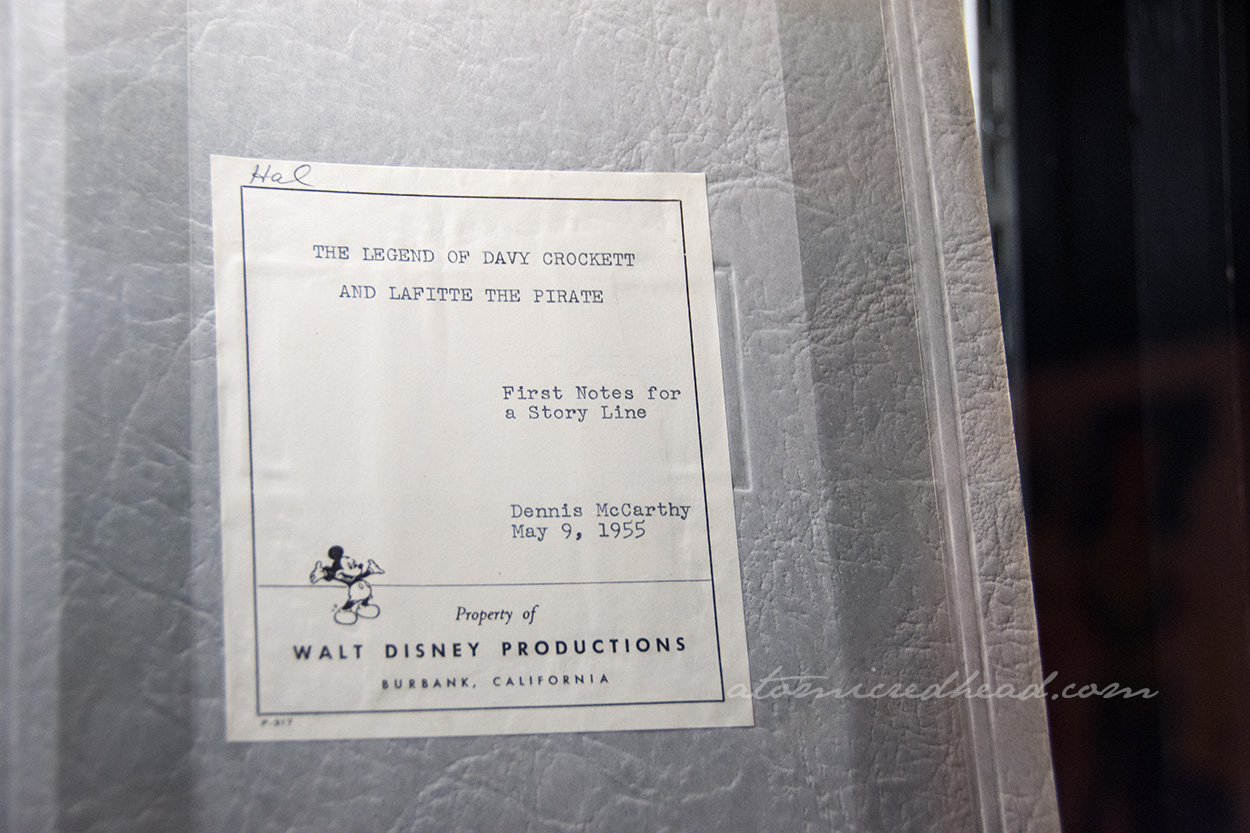 Hal
THE LEGEND OF DAVY CROCKETT
AND LAFITTE THE PIRATE
First Notes for
a Story Line
Dennis McCarthy
May 9, 1955
Property of
WALT DISNEY PRODUCTIONS
BURBANK, CALIFORNIA
P-317
atomicredhead.com